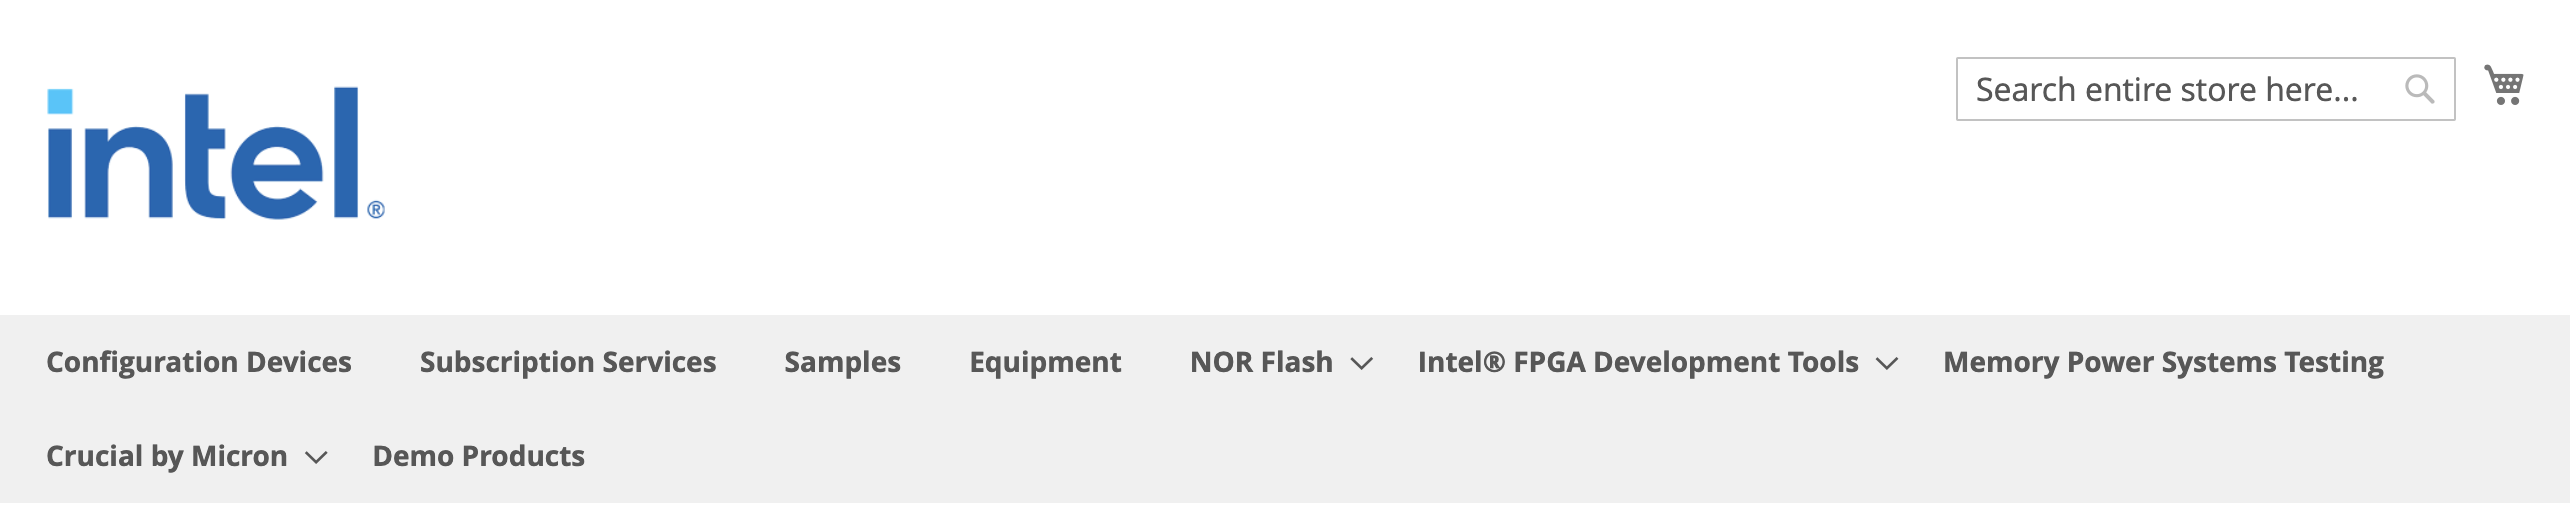 intel®
Search entire store here...
Configuration Devices Subscription Services Samples Equipment NOR Flash Intel® FPGA Development Tools Memory Power Systems Testing
Crucial by Micron Demo Products